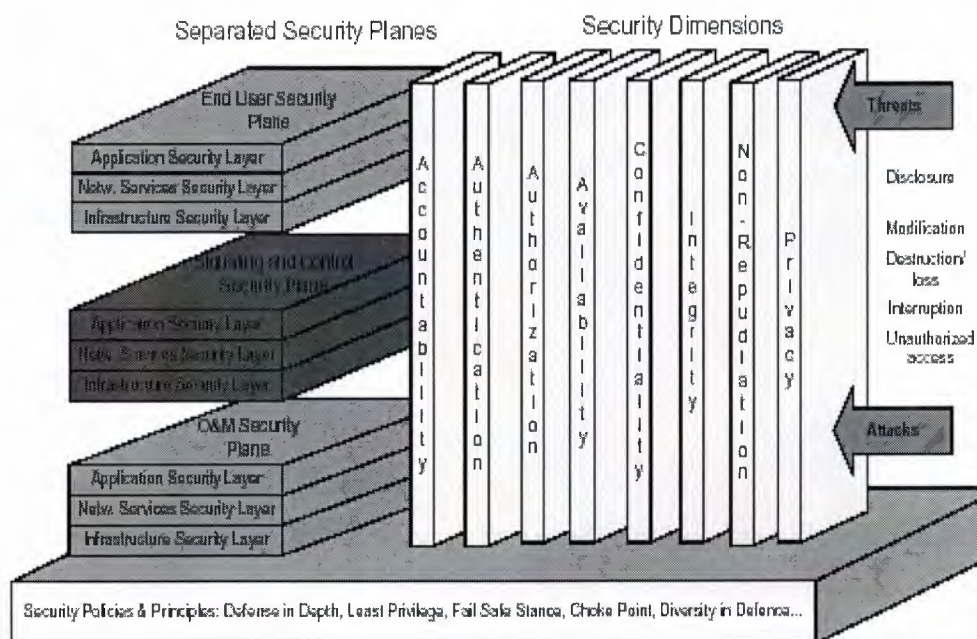 Separated Security Planes
Security Dimensions
End User Security
Plane
Application Security Layer
Netw. Services Security Layer
Infrastructure Security Layer
Signaling and Control
Security Plane
Application Security Layer
Netw. Services Security Layer
Infrastructure Security Layer
O&M Security
Plane
Application Security Layer
Netw. Services Security Layer
Infrastructure Security Layer
Accountability
Authentication
Authorization
Availability
Confidentiality
Integrity
Non-Repudiation
Privacy
Threats
Disclosure
Modification
Destruction/
loss
Interruption
Unauthorized
access
Attacks
Security Policies & Principles: Defense in Depth, Least Privilege, Fail Safe Stance, Choke Point, Diversity in Defence...